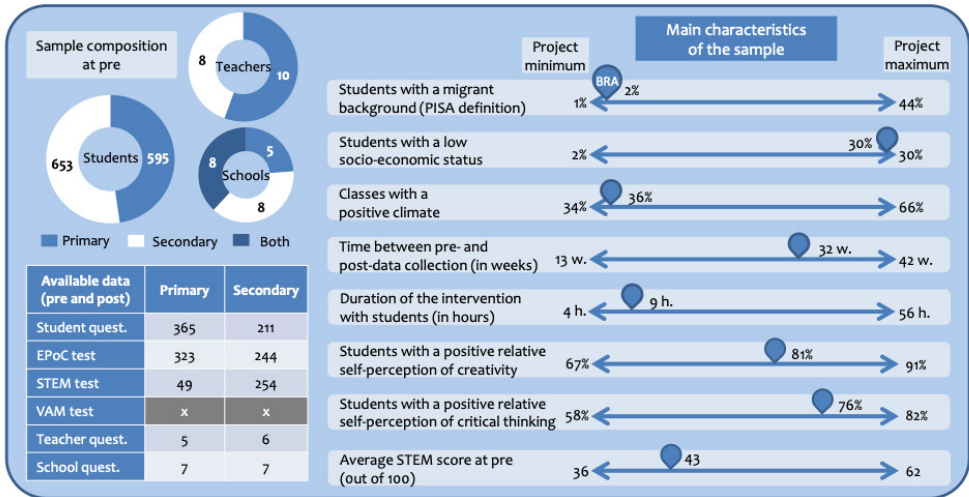 Sample composition
at pre
8
Teachers
10
653
Students
595
8
5
Schools
8
Primary
Secondary
Both
Available data
(pre and post)
Primary
Secondary
Student quest.
365
211
EPoC test
323
244
STEM test
49
254
VAM test
x
x
Teacher quest.
5
6
School quest.
7
7
Main characteristics
of the sample
Project
minimum
Project
maximum
Students with a migrant
background (PISA definition)
1%
BRA
2%
44%
Students with a low
socio-economic status
2%
30%
30%
Classes with a
positive climate
34%
36%
66%
Time between pre- and
post-data collection (in weeks)
13 w.
32 w.
42 w.
Duration of the intervention
with students (in hours)
4 h.
9 h.
56 h.
Students with a positive relative
self-perception of creativity
67%
81%
91%
Students with a positive relative
self-perception of critical thinking
58%
76%
82%
Average STEM score at pre
(out of 100)
36
43
62